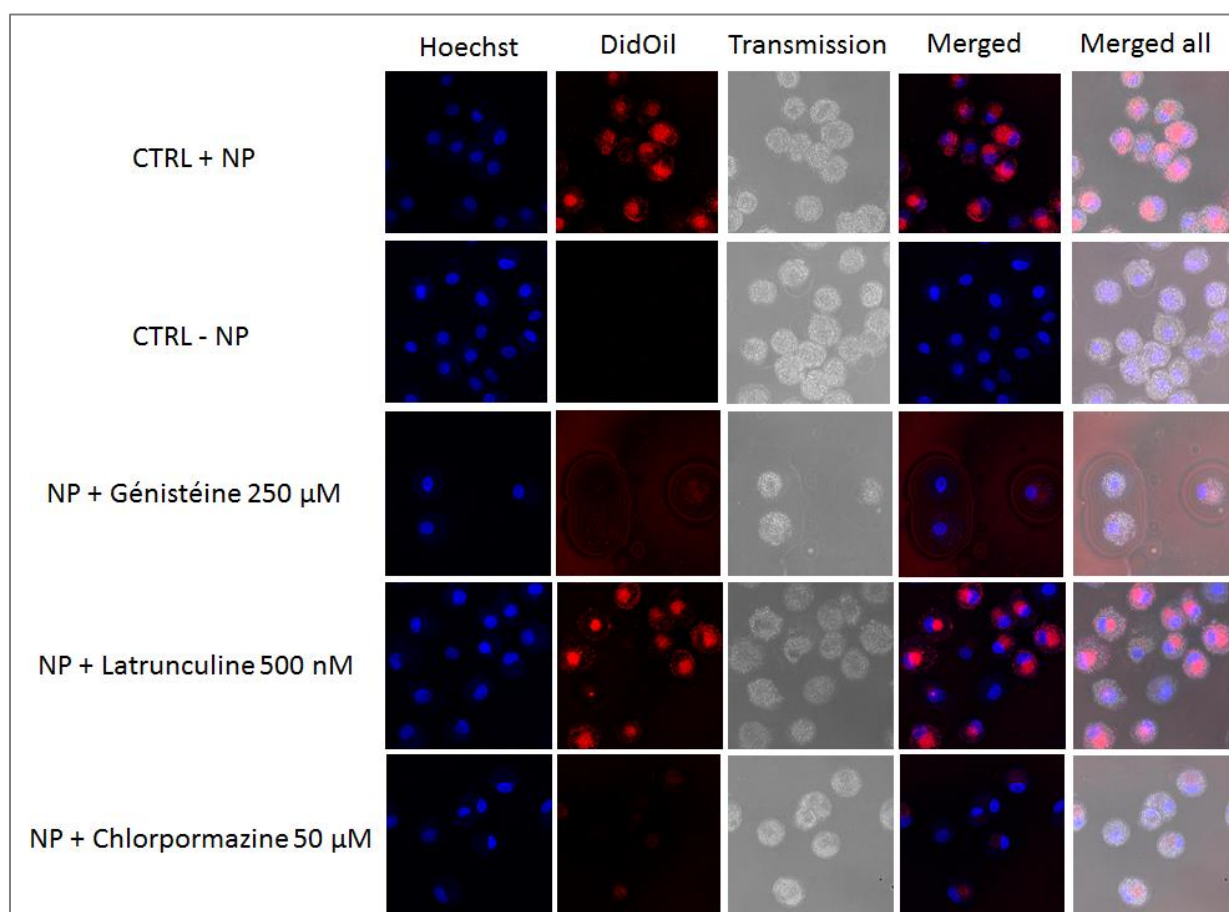 Hoechst DidOil Transmission Merged Merged all
CTRL + NP
CTRL - NP
NP + Génistéine 250 µM
NP + Latrunculine 500 nM
NP + Chlorpormazine 50 µM